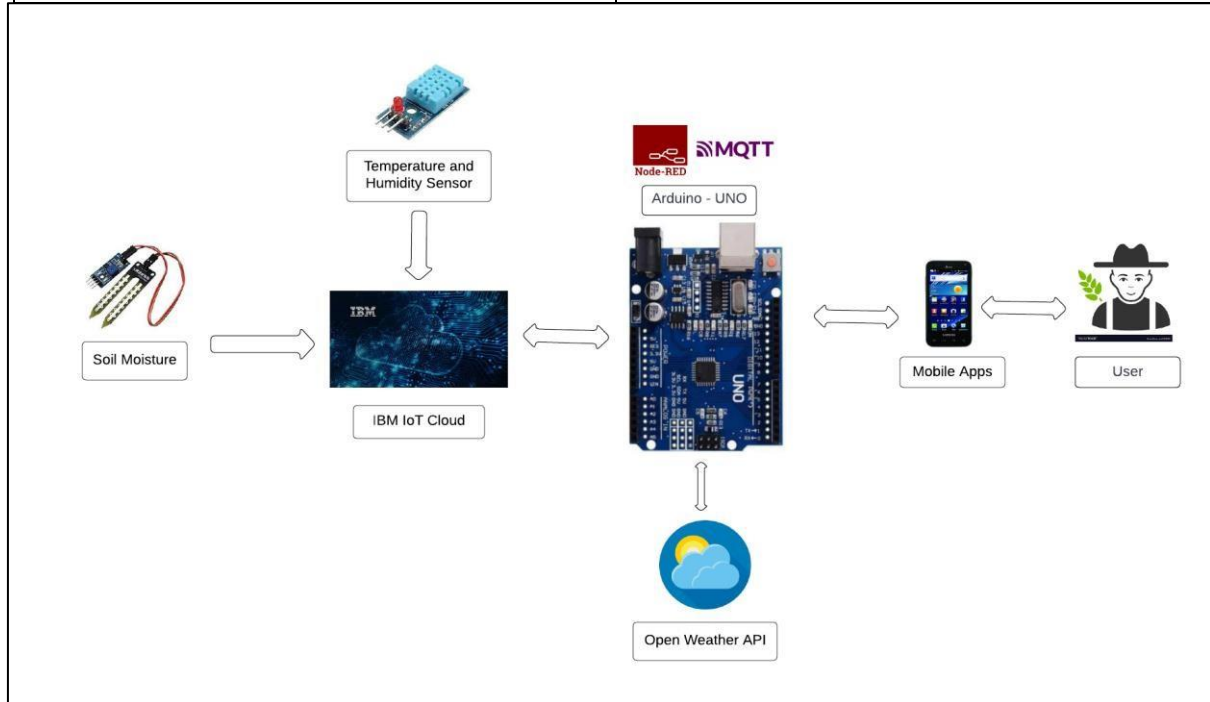 Temperature and
Humidity Sensor
Node-RED
MQTT
Arduino - UNO
Soil Moisture
IBM
IBM IoT Cloud
UNO
Mobile Apps
User
Open Weather API